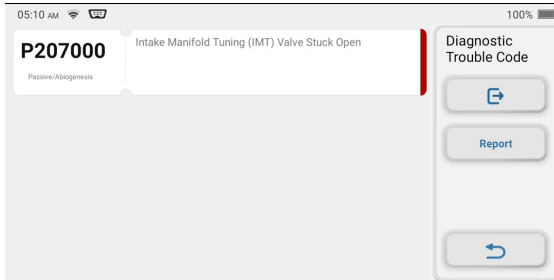 05:10 AM
100%
P207000
Passive/Abiogenesis
Intake Manifold Tuning (IMT) Valve Stuck Open
Diagnostic
Trouble Code
Report